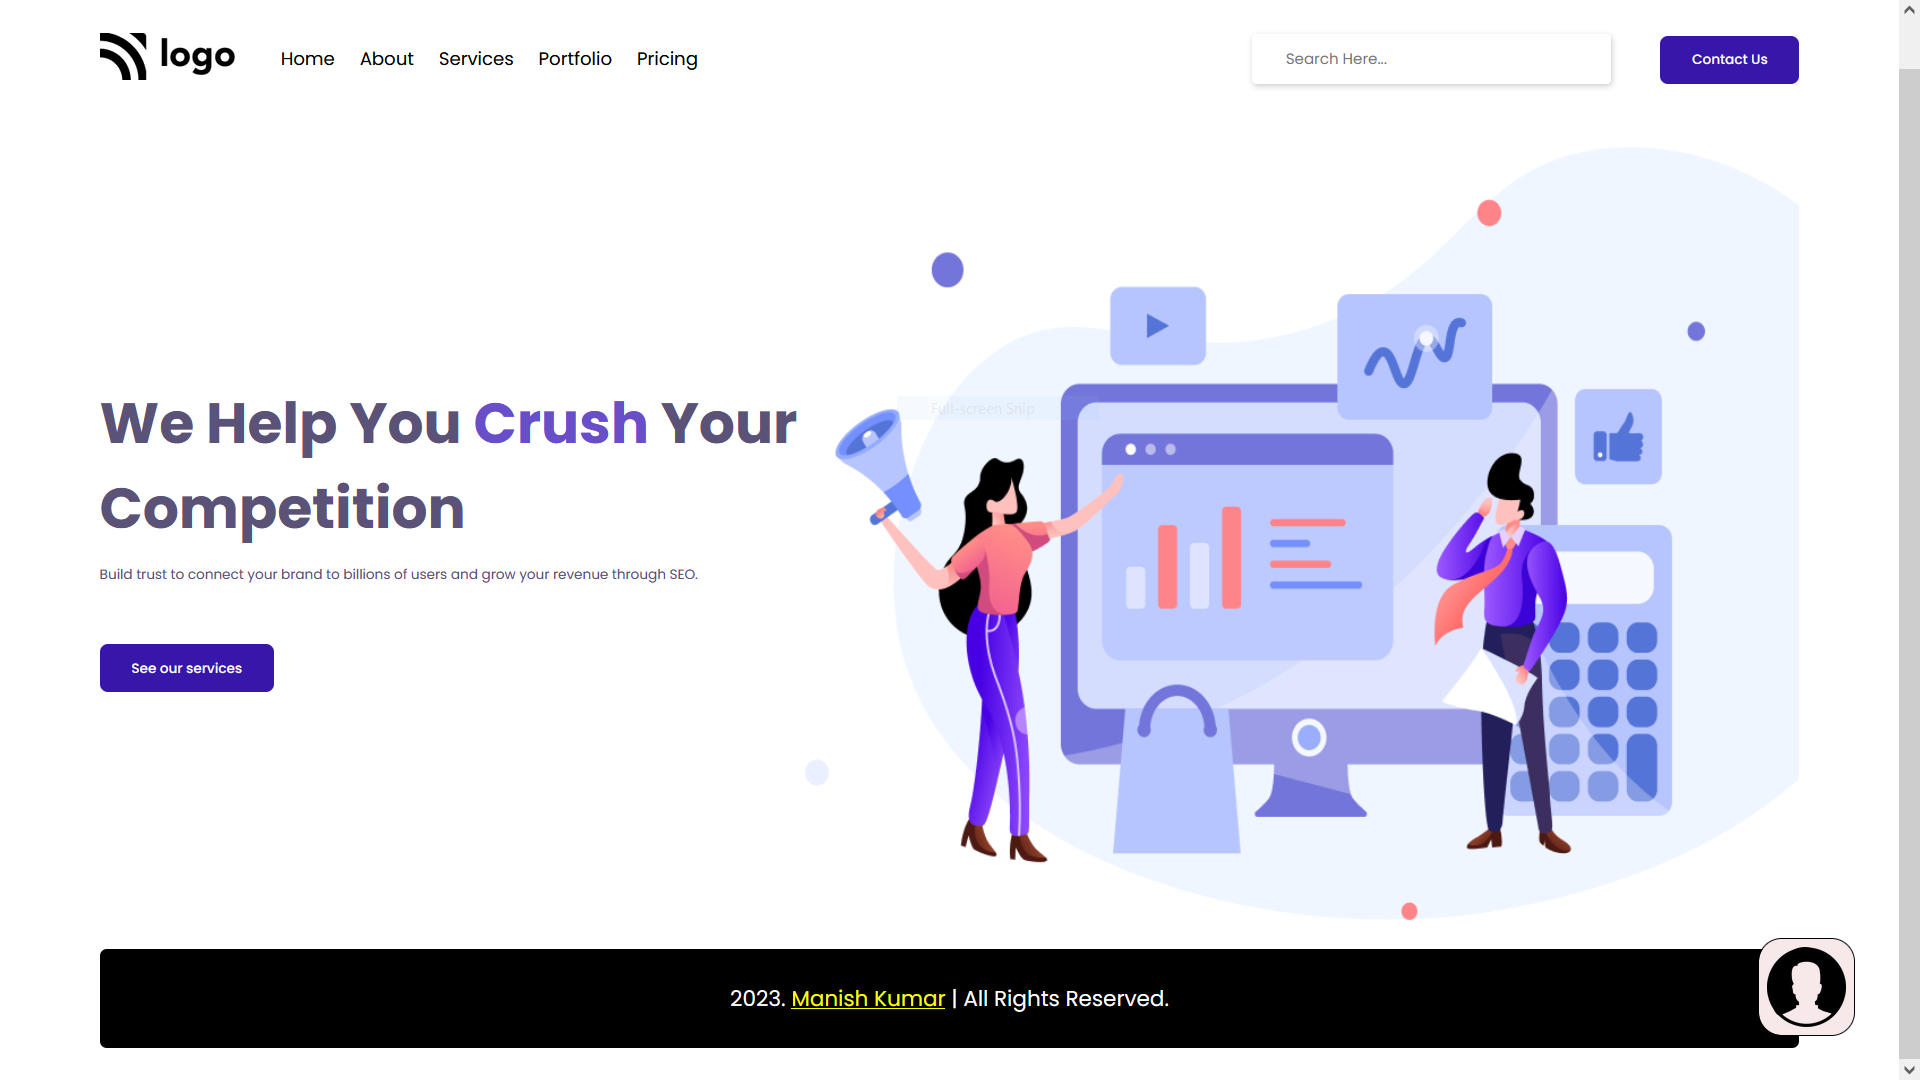 logo
Home About Services Portfolio Pricing
Search Here...
Contact Us
We Help You Crush Your
Competition
Build trust to connect your brand to billions of users and grow your revenue through SEO.
See our services
Full-screen Snip
2023. Manish Kumar | All Rights Reserved.